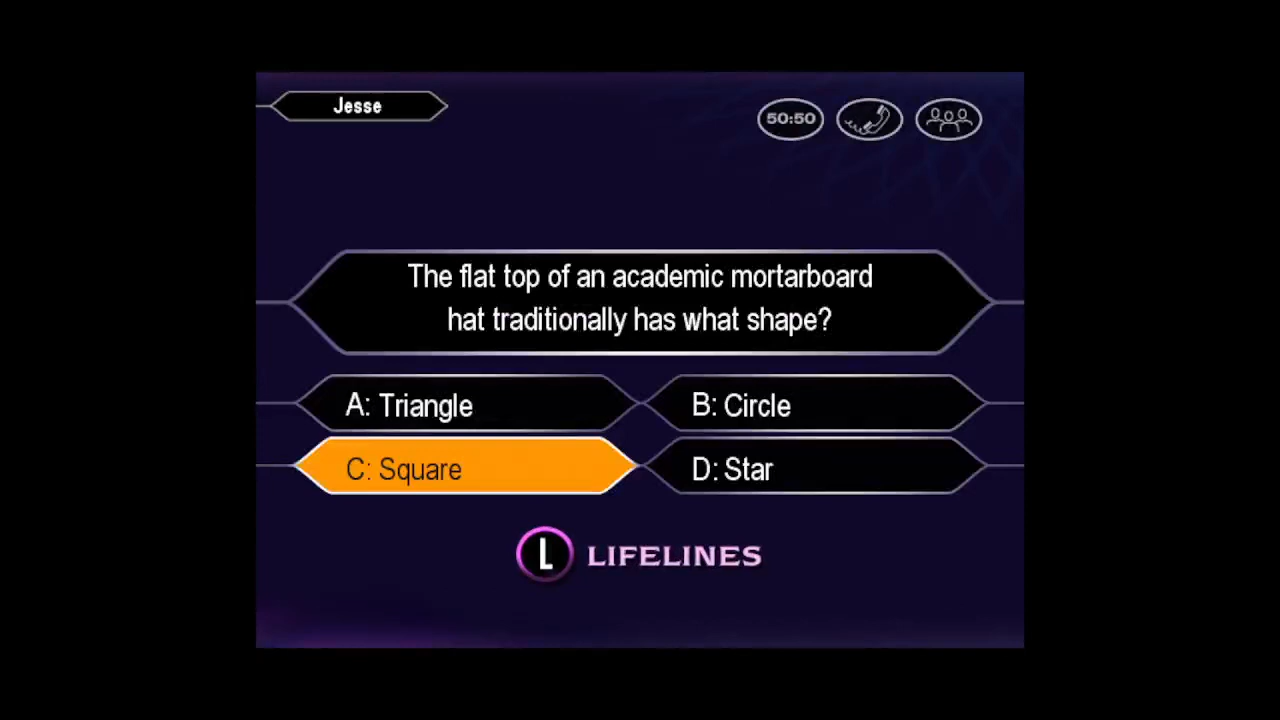 Jesse
50:50
The flat top of an academic mortarboard
hat traditionally has what shape?
A: Triangle
B: Circle
C: Square
D: Star
L LIFELINES